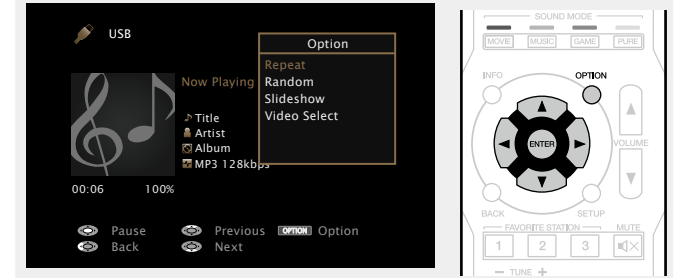 USB
Option
Repeat
Random
Slideshow
Video Select
Now Playing
Title
Artist
Album
MP3 128kbps
00:06 100%
Pause Previous OPTION Option
Back Next
SOUND MODE
MOVIE MUSIC GAME PURE
INFO OPTION
ENTER
VOLUME
BACK SETUP
FAVORITE STATION MUTE
1 2 3
− TUNE +